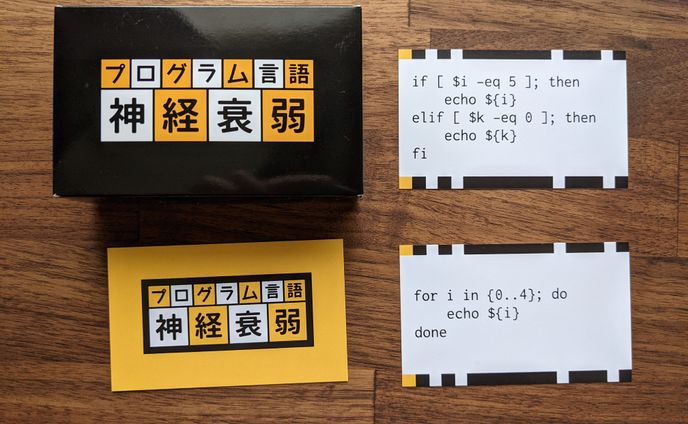 プログラム言語
神経衰弱
if [ $i -eq 5 ]; then
    echo ${i}
elif [ $k -eq 0 ]; then
    echo ${k}
fi
プログラム言語
神経衰弱
for i in {0..4}; do
    echo ${i}
done